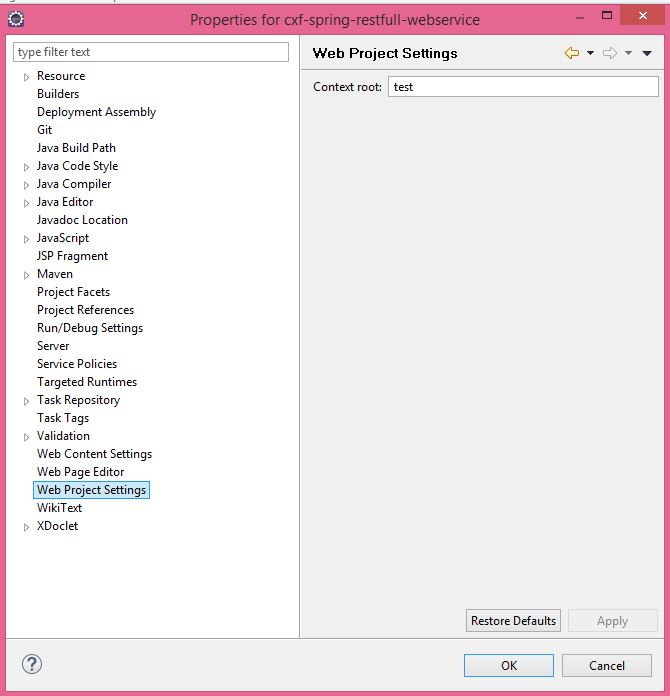 Properties for cxf-spring-restfull-webservice
type filter text
Resource
Builders
Deployment Assembly
Git
Java Build Path
Java Code Style
Java Compiler
Java Editor
Javadoc Location
JavaScript
JSP Fragment
Maven
Project Facets
Project References
Run/Debug Settings
Server
Service Policies
Targeted Runtimes
Task Repository
Task Tags
Validation
Web Content Settings
Web Page Editor
Web Project Settings
WikiText
XDoclet
Web Project Settings
Context root: test
Restore Defaults Apply
OK Cancel